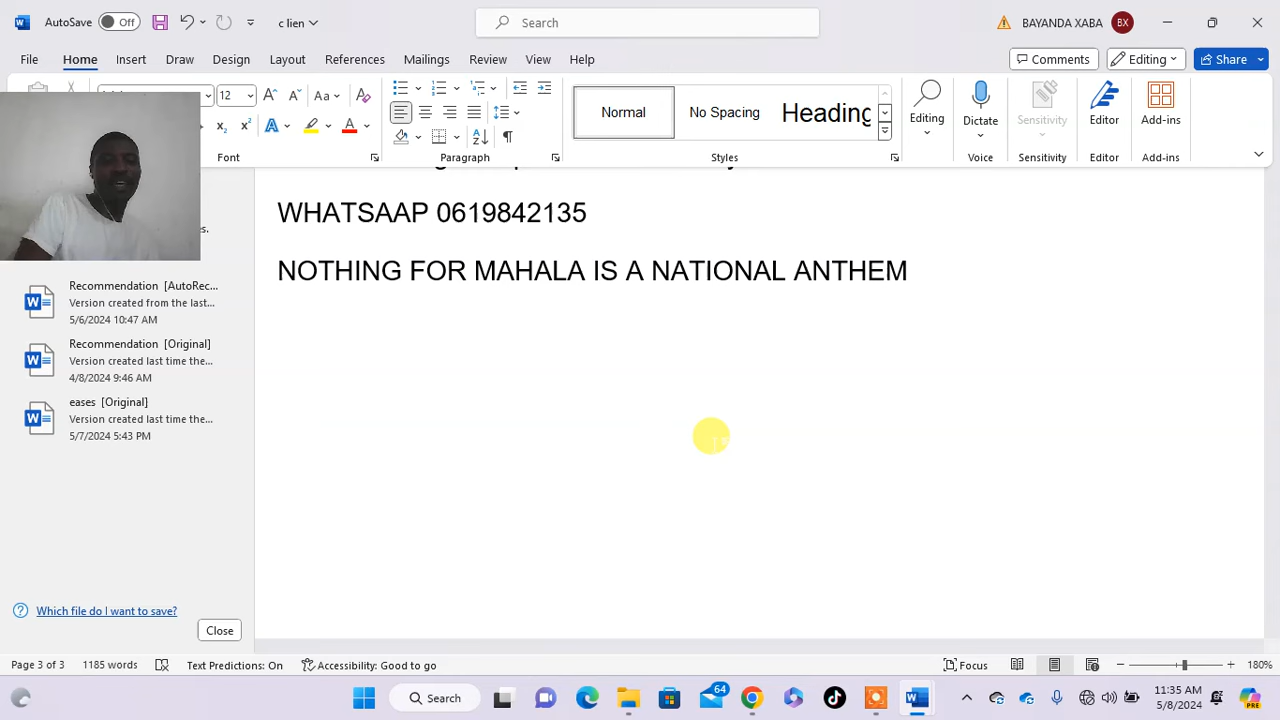 AutoSave Off c lien Search BAYANDA XABA BX
File Home Insert Draw Design Layout References Mailings Review View Help Comments Editing Share
12 Aa Normal No Spacing Heading Editing Dictate Sensitivity Editor Add-ins
Font Paragraph Styles Voice Sensitivity Editor Add-ins
WHATSAAP 0619842135
NOTHING FOR MAHALA IS A NATIONAL ANTHEM
Recommendation [AutoRec...
Version created from the last...
5/6/2024 10:47 AM
Recommendation [Original]
Version created last time the...
4/8/2024 9:46 AM
eases [Original]
Version created last time the...
5/7/2024 5:43 PM
Which file do I want to save?
Close
Page 3 of 3 1185 words Text Predictions: On Accessibility: Good to go Focus 180%
Search 64 11:35 AM
5/8/2024